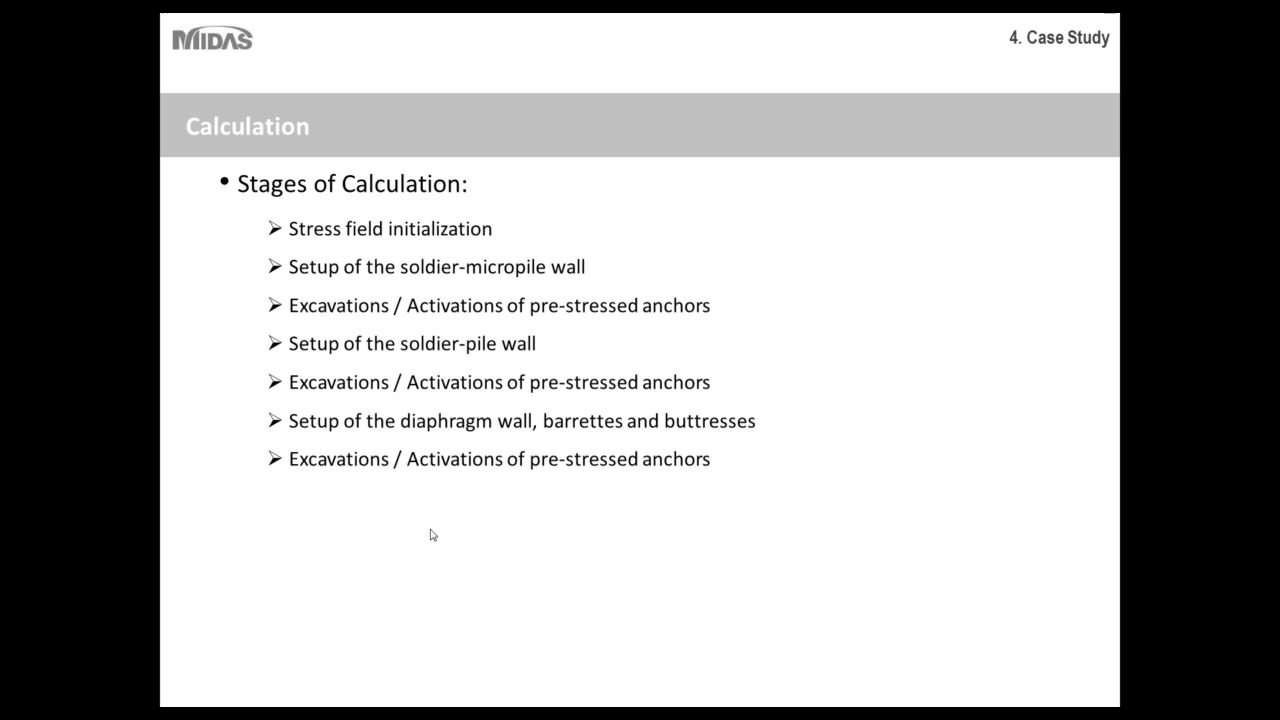 MIDAS
4. Case Study
Calculation
• Stages of Calculation:
➢ Stress field initialization
➢ Setup of the soldier-micropile wall
➢ Excavations / Activations of pre-stressed anchors
➢ Setup of the soldier-pile wall
➢ Excavations / Activations of pre-stressed anchors
➢ Setup of the diaphragm wall, barrettes and buttresses
➢ Excavations / Activations of pre-stressed anchors